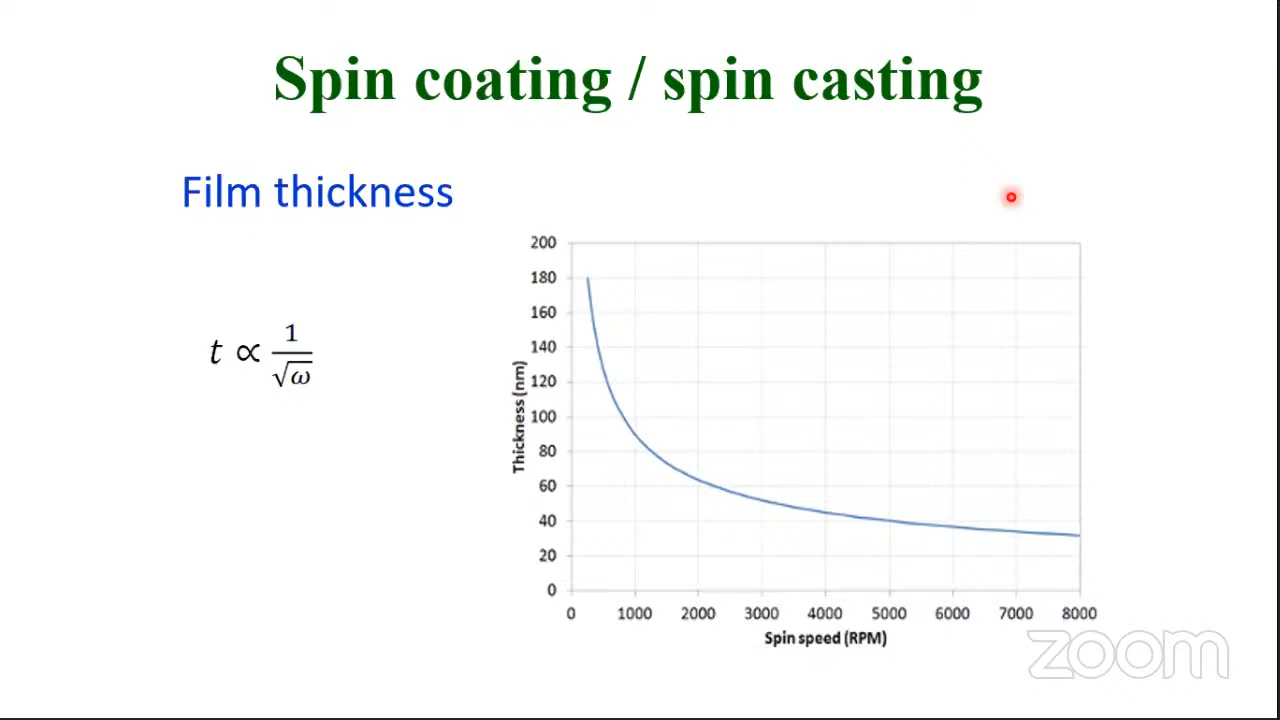 Spin coating / spin casting
Film thickness
t ∝ 1/√ω
200
180
160
140
120
100
80
60
40
20
0
Thickness (nm)
0 1000 2000 3000 4000 5000 6000 7000 8000
Spin speed (RPM)
zoom